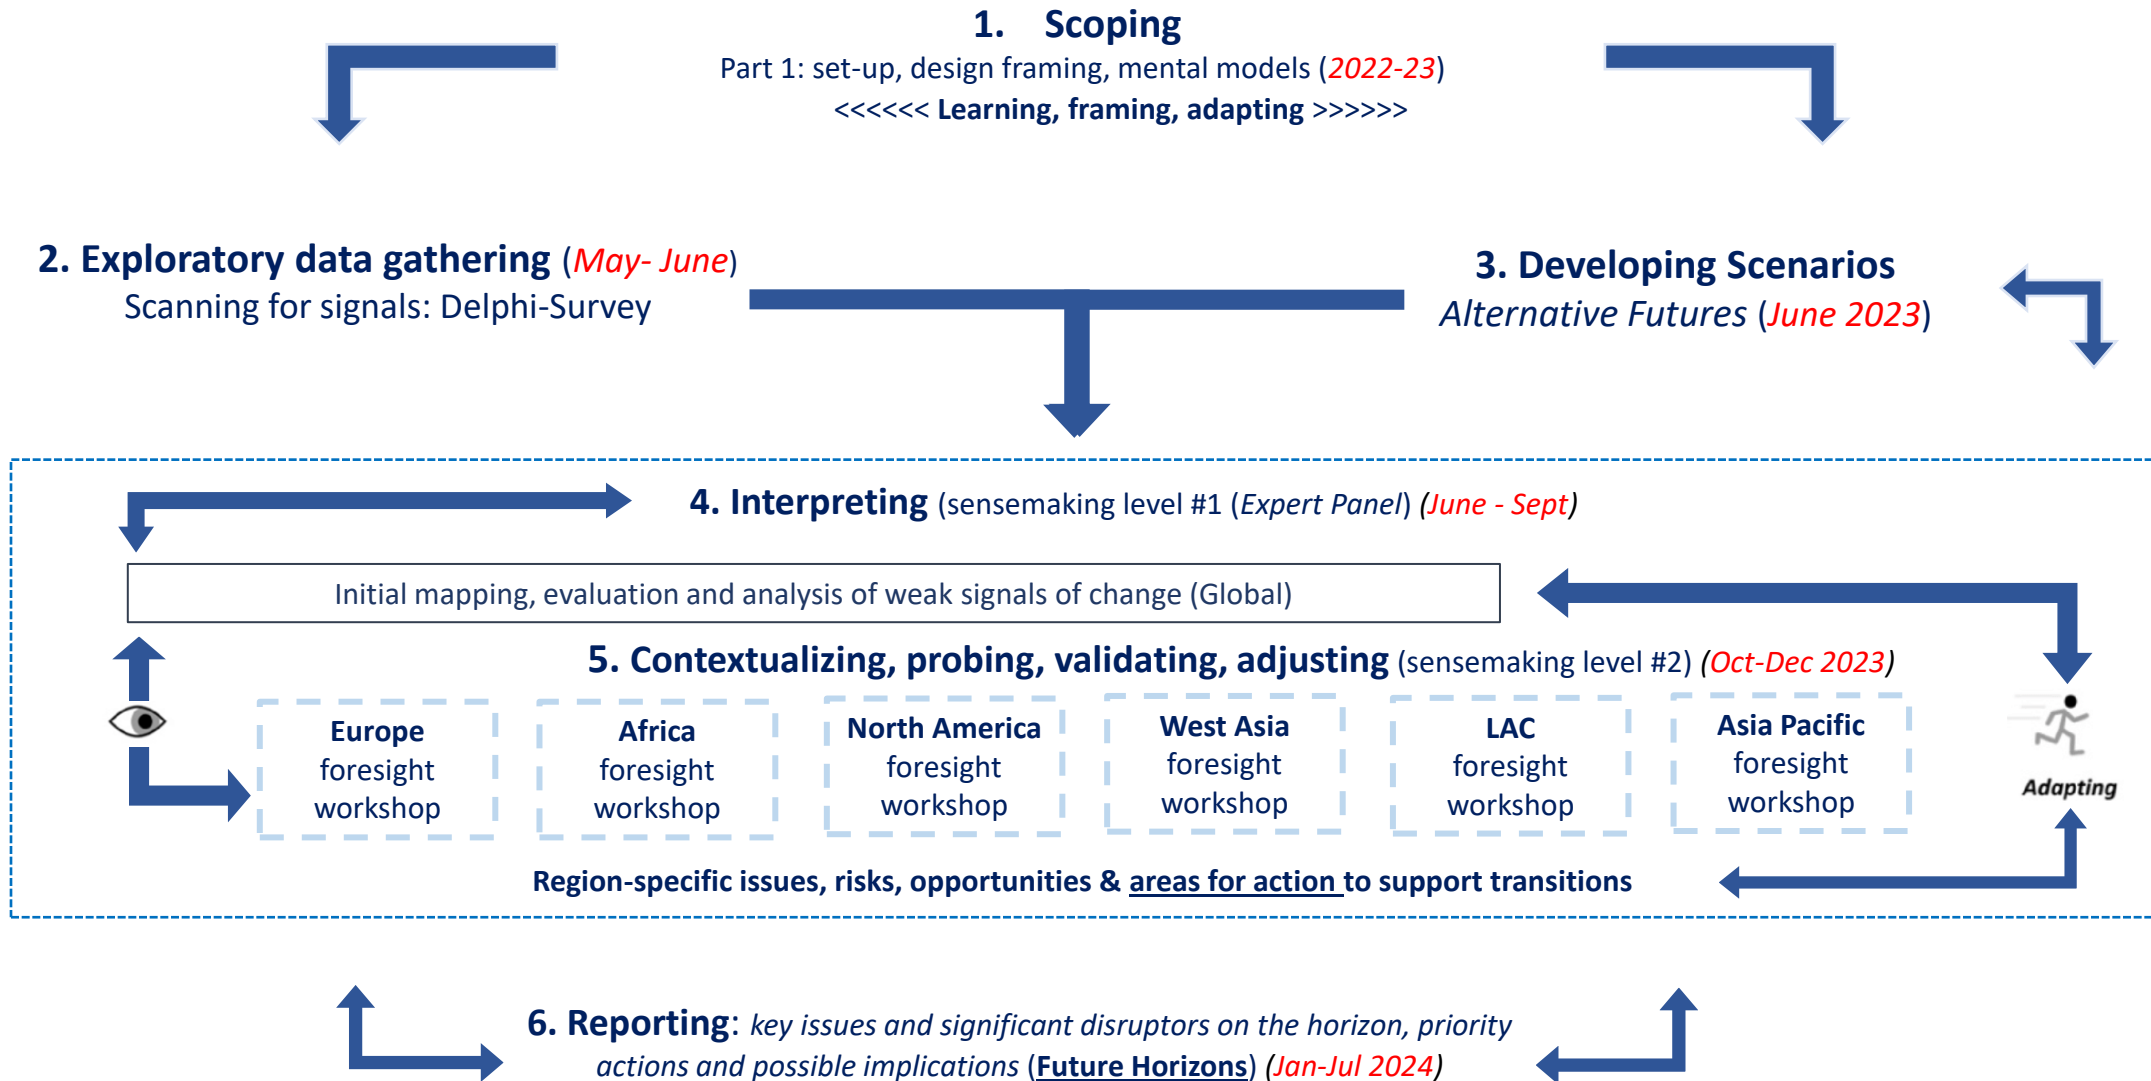 1. Scoping
Part 1: set-up, design framing, mental models (2022-23)
<<<<<< Learning, framing, adapting >>>>>>
2. Exploratory data gathering (May- June)
Scanning for signals: Delphi-Survey
3. Developing Scenarios
Alternative Futures (June 2023)
4. Interpreting (sensemaking level #1 (Expert Panel) (June - Sept)
Initial mapping, evaluation and analysis of weak signals of change (Global)
5. Contextualizing, probing, validating, adjusting (sensemaking level #2) (Oct-Dec 2023)
Europe
foresight
workshop
Africa
foresight
workshop
North America
foresight
workshop
West Asia
foresight
workshop
LAC
foresight
workshop
Asia Pacific
foresight
workshop
Adapting
Region-specific issues, risks, opportunities & areas for action to support transitions
6. Reporting: key issues and significant disruptors on the horizon, priority
actions and possible implications (Future Horizons) (Jan-Jul 2024)